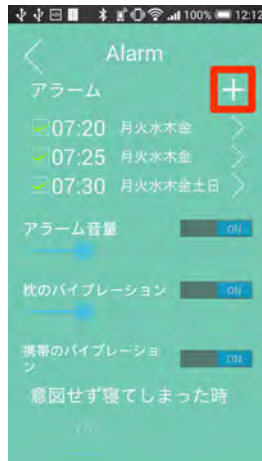 100% 12:12
Alarm
アラーム +
07:20 月火水木金
07:25 月火水木金
07:30 月火水木金土日
アラーム音量 ON
枕のバイブレーション ON
携帯のバイブレーショ
ン ON
意図せず寝てしまった時